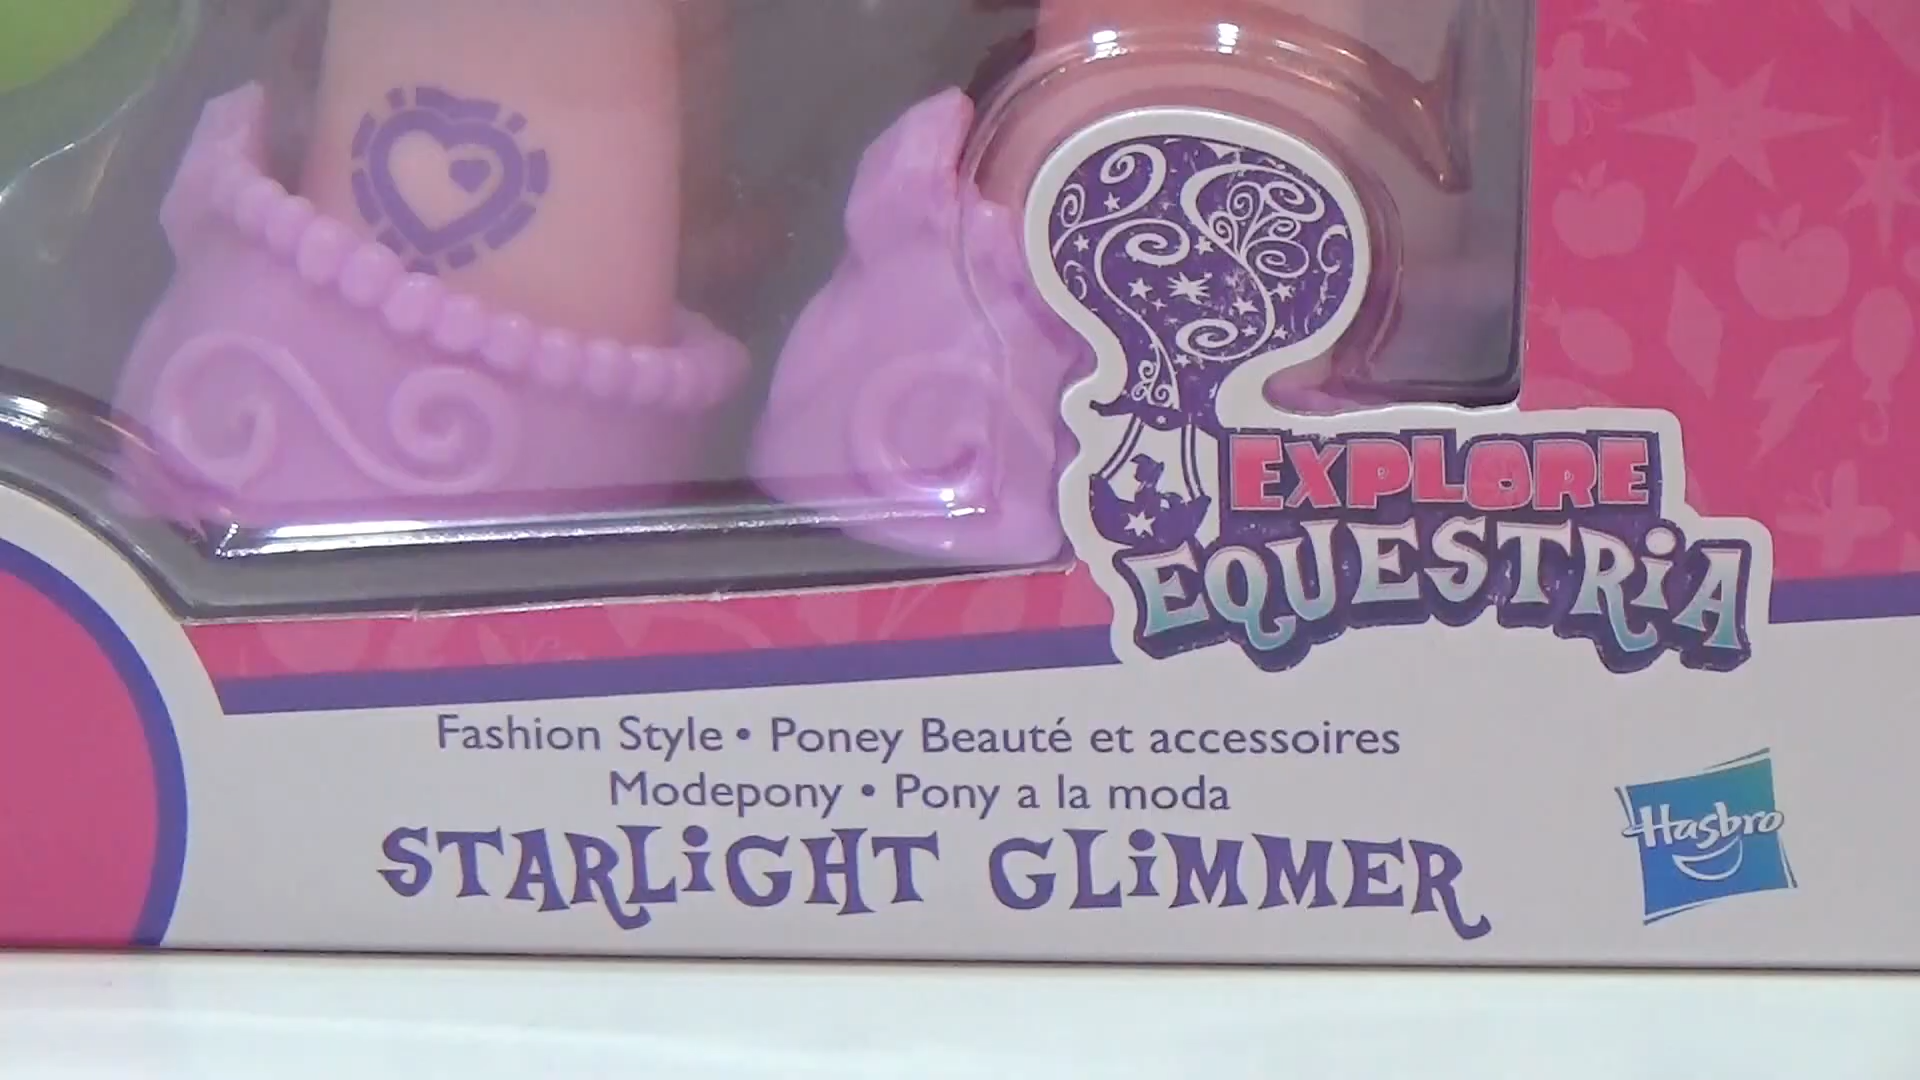 EXPLORE
EQUESTRiA
Fashion Style • Poney Beauté et accessoires
Modepony • Pony a la moda
STARLiGHT GLiMMER
Hasbro